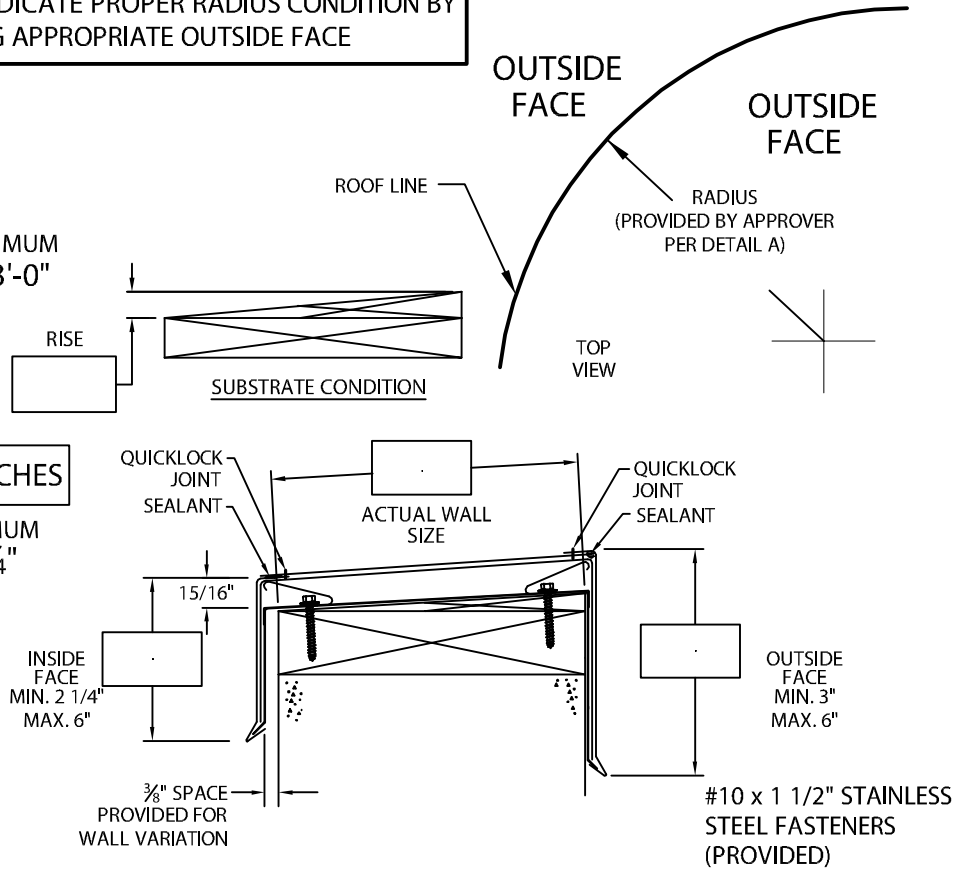 DICATE PROPER RADIUS CONDITION BY
G APPROPRIATE OUTSIDE FACE
OUTSIDE
FACE
OUTSIDE
FACE
ROOF LINE
RADIUS
(PROVIDED BY APPROVER
PER DETAIL A)
MUM
3'-0"
RISE
SUBSTRATE CONDITION
TOP
VIEW
CHES
QUICKLOCK
JOINT
SEALANT
ACTUAL WALL
SIZE
QUICKLOCK
JOINT
SEALANT
15/16"
INSIDE
FACE
MIN. 2 1/4"
MAX. 6"
OUTSIDE
FACE
MIN. 3"
MAX. 6"
3/8" SPACE
PROVIDED FOR
WALL VARIATION
#10 x 1 1/2" STAINLESS
STEEL FASTENERS
(PROVIDED)